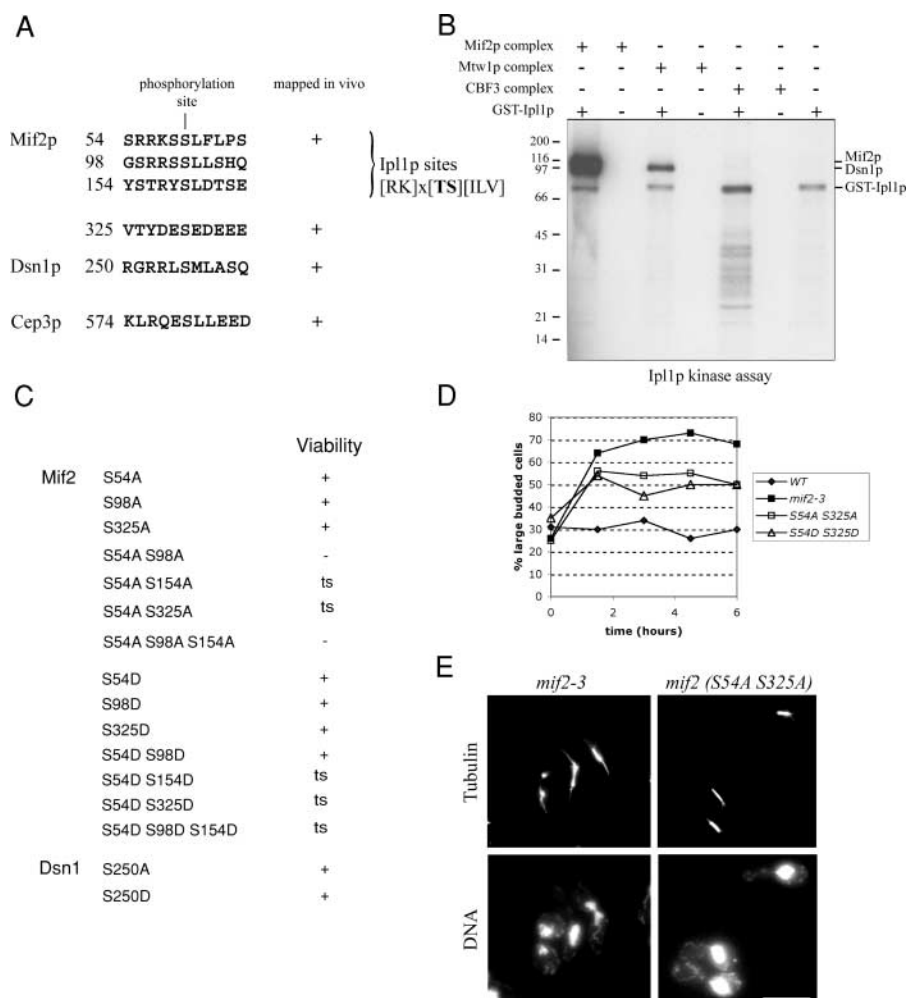 A
phosphorylation site mapped in vivo
Mif2p 54 SRRKSSLFLPS +
98 GSRRSSLLSHQ
154 YSTRYSLDTSE
Ipl1p sites
[RK]x[TS][ILV]
325 VTYDESEDEEE +
Dsn1p 250 RGRRLSMLASQ +
Cep3p 574 KLRQESLLEED +
B
Mif2p complex + + - - - - -
Mtw1p complex - - + + - - -
CBF3 complex - - - - + + -
GST-Ipl1p + - + - + - +
200
116
97
66
45
31
21
14
Mif2p
Dsn1p
GST-Ipl1p
Ipl1p kinase assay
C
Viability
Mif2 S54A +
S98A +
S325A +
S54A S98A -
S54A S154A ts
S54A S325A ts
S54A S98A S154A -
S54D +
S98D +
S325D +
S54D S98D +
S54D S154D ts
S54D S325D ts
S54D S98D S154D ts
Dsn1 S250A +
S250D +
D
% large budded cells
80
70
60
50
40
30
20
10
0
0 2 4 6
time (hours)
WT
mif2-3
S54A S325A
S54D S325D
E
mif2-3 mif2 (S54A S325A)
Tubulin
DNA